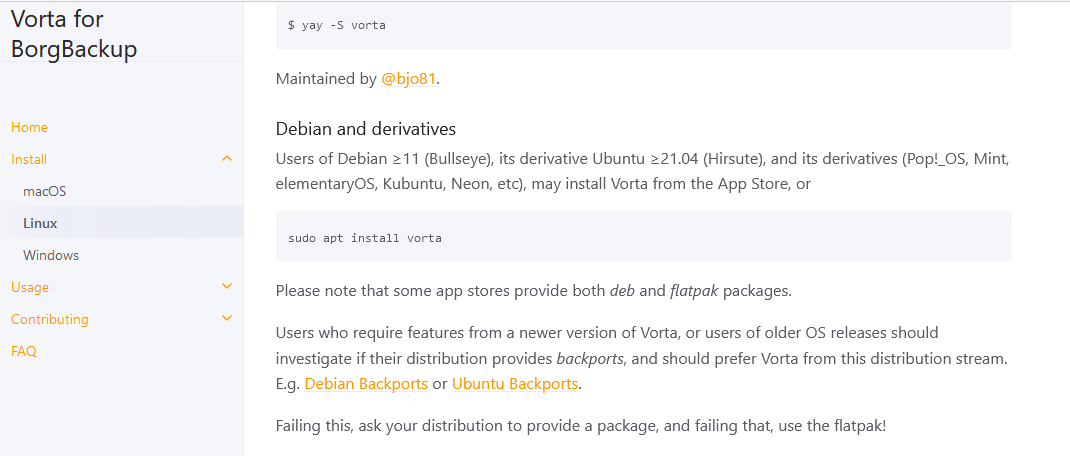 Vorta for
BorgBackup
Home
Install
macOS
Linux
Windows
Usage
Contributing
FAQ
$ yay -S vorta
Maintained by @bjo81.
Debian and derivatives
Users of Debian ≥11 (Bullseye), its derivative Ubuntu ≥21.04 (Hirsute), and its derivatives (Pop!_OS, Mint,
elementaryOS, Kubuntu, Neon, etc), may install Vorta from the App Store, or
sudo apt install vorta
Please note that some app stores provide both deb and flatpak packages.
Users who require features from a newer version of Vorta, or users of older OS releases should
investigate if their distribution provides backports, and should prefer Vorta from this distribution stream.
E.g. Debian Backports or Ubuntu Backports.
Failing this, ask your distribution to provide a package, and failing that, use the flatpak!